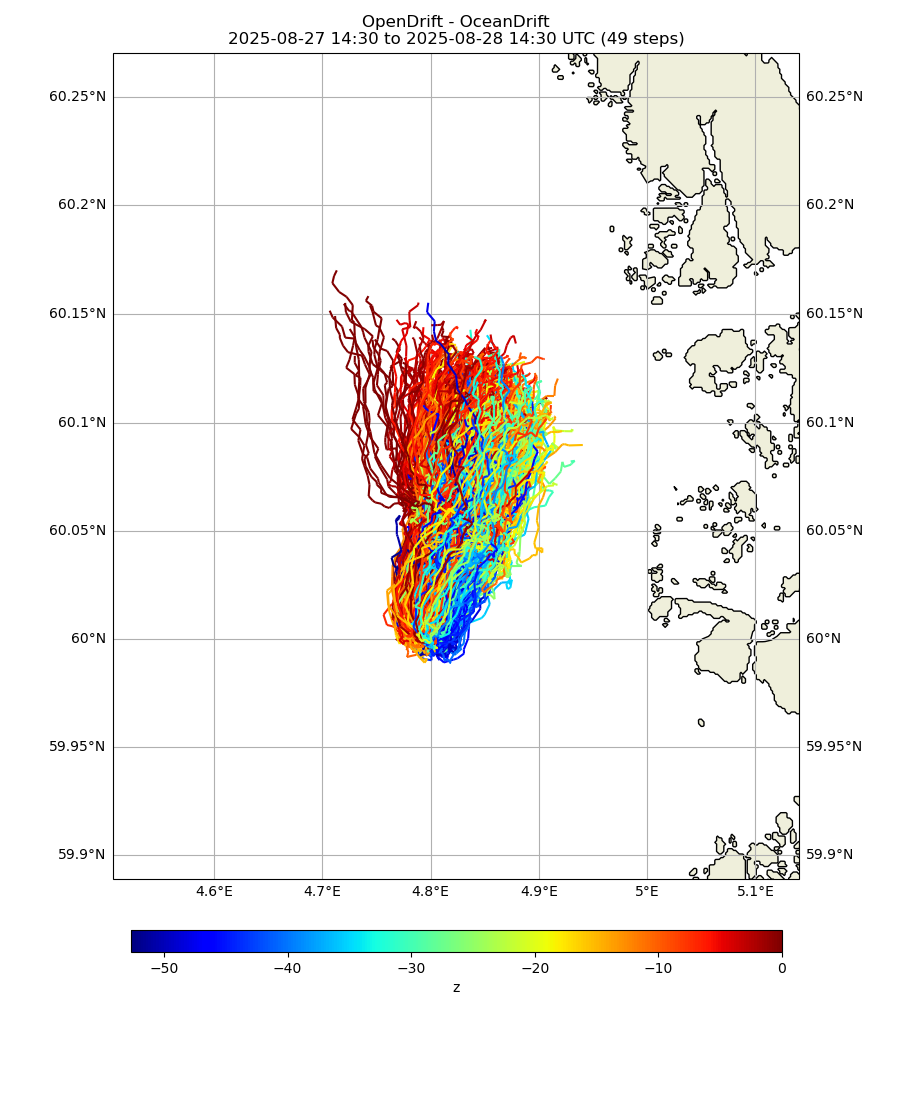 OpenDrift - OceanDrift
2025-08-27 14:30 to 2025-08-28 14:30 UTC (49 steps)
60.25°N 60.25°N
60.2°N 60.2°N
60.15°N 60.15°N
60.1°N 60.1°N
60.05°N 60.05°N
60°N 60°N
59.95°N 59.95°N
59.9°N 59.9°N
4.6°E 4.7°E 4.8°E 4.9°E 5°E 5.1°E
−50 −40 −30 −20 −10 0
z